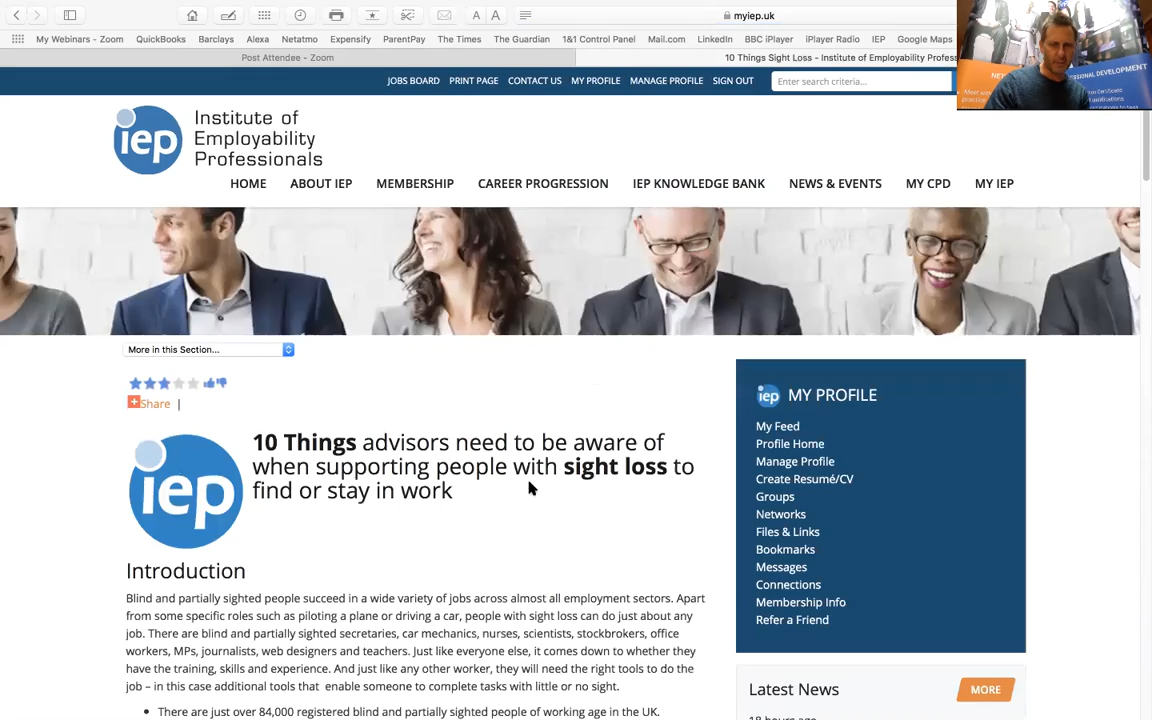 myiep.uk
A A
My Webinars - Zoom QuickBooks Barclays Alexa Netatmo Expensify ParentPay The Times The Guardian 1&1 Control Panel Mail.com LinkedIn BBC iPlayer iPlayer Radio IEP Google Maps
Post Attendee - Zoom
10 Things Sight Loss - Institute of Employability Profess
JOBS BOARD PRINT PAGE CONTACT US MY PROFILE MANAGE PROFILE SIGN OUT
Enter search criteria...
iep
Institute of
Employability
Professionals
HOME ABOUT IEP MEMBERSHIP CAREER PROGRESSION IEP KNOWLEDGE BANK NEWS & EVENTS MY CPD MY IEP
More in this Section...
Share |
iep
10 Things advisors need to be aware of
when supporting people with sight loss to
find or stay in work
Introduction
Blind and partially sighted people succeed in a wide variety of jobs across almost all employment sectors. Apart
from some specific roles such as piloting a plane or driving a car, people with sight loss can do just about any
job. There are blind and partially sighted secretaries, car mechanics, nurses, scientists, stockbrokers, office
workers, MPs, journalists, web designers and teachers. Just like everyone else, it comes down to whether they
have the training, skills and experience. And just like any other worker, they will need the right tools to do the
job – in this case additional tools that enable someone to complete tasks with little or no sight.
• There are just over 84,000 registered blind and partially sighted people of working age in the UK.
iep MY PROFILE
My Feed
Profile Home
Manage Profile
Create Resumé/CV
Groups
Networks
Files & Links
Bookmarks
Messages
Connections
Membership Info
Refer a Friend
Latest News
MORE
18 hours ago
DEVELOPMENT